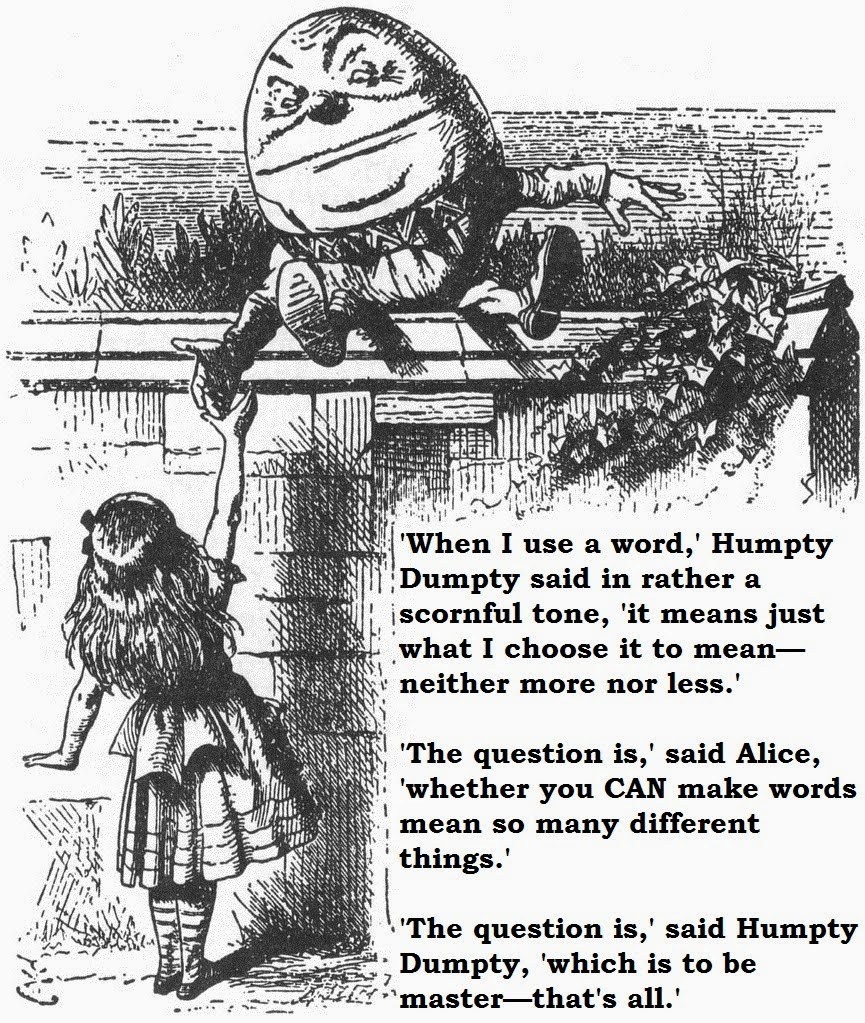 'When I use a word,' Humpty
Dumpty said in rather a
scornful tone, 'it means just
what I choose it to mean—
neither more nor less.'
'The question is,' said Alice,
'whether you CAN make words
mean so many different
things.'
'The question is,' said Humpty
Dumpty, 'which is to be
master—that's all.'